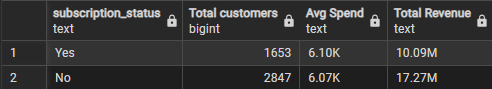 subscription_status Total customers Avg Spend Total Revenue
text bigint text text
1 Yes 1653 6.10K 10.09M
2 No 2847 6.07K 17.27M